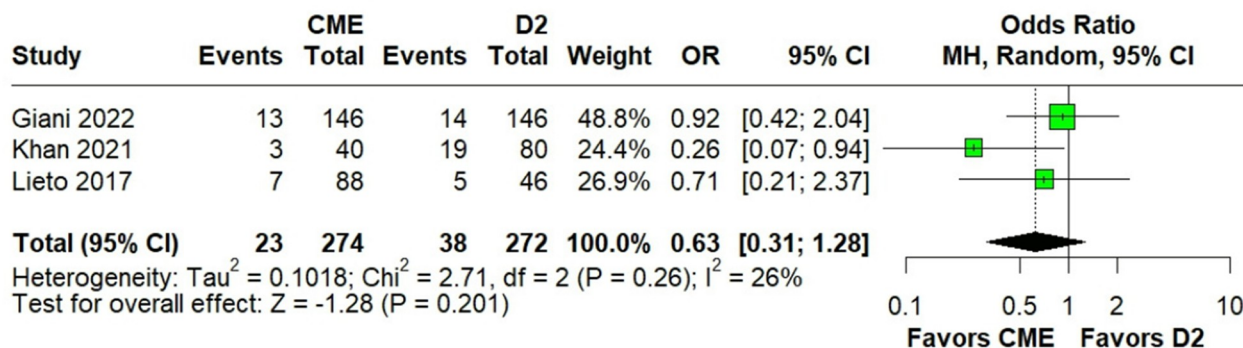 CME D2 Odds Ratio
Study Events Total Events Total Weight OR 95% CI MH, Random, 95% CI
Giani 2022 13 146 14 146 48.8% 0.92 [0.42; 2.04]
Khan 2021 3 40 19 80 24.4% 0.26 [0.07; 0.94]
Lieto 2017 7 88 5 46 26.9% 0.71 [0.21; 2.37]
Total (95% CI) 23 274 38 272 100.0% 0.63 [0.31; 1.28]
Heterogeneity: Tau² = 0.1018; Chi² = 2.71, df = 2 (P = 0.26); I² = 26%
Test for overall effect: Z = -1.28 (P = 0.201)
0.1 0.5 1 2 10
Favors CME Favors D2